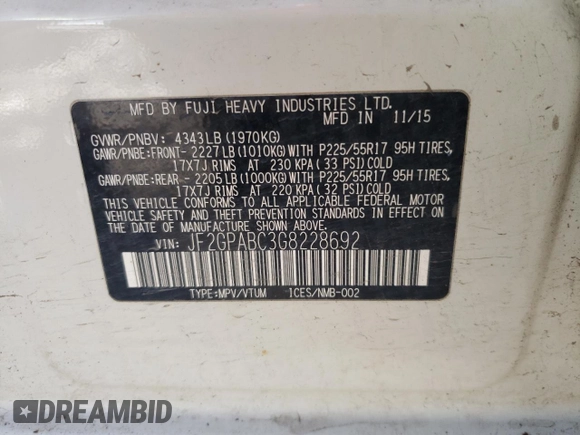 MFD BY FUJI HEAVY INDUSTRIES LTD.
MFD IN 11/15
GVWR/PNBV: 4343LB(1970KG)
GAWR/PNBE:FRONT- 2227LB(1010KG)WITH P225/55R17 95H TIRES,
17X7J RIMS AT 230 KPA(33 PSI)COLD
GAWR/PNBE:REAR - 2205LB(1000KG)WITH P225/55R17 95H TIRES,
17X7J RIMS AT 220 KPA(32 PSI)COLD
THIS VEHICLE CONFORMS TO ALL APPLICABLE FEDERAL MOTOR
VEHICLE SAFETY AND THEFT PREVENTION STANDARDS IN EFFECT ON
THE DATE OF MANUFACTURE SHOWN ABOVE.
VIN: JF2GPABC3G8228692
TYPE:MPV/VTUM 1CES/NMB-002
DREAMBID